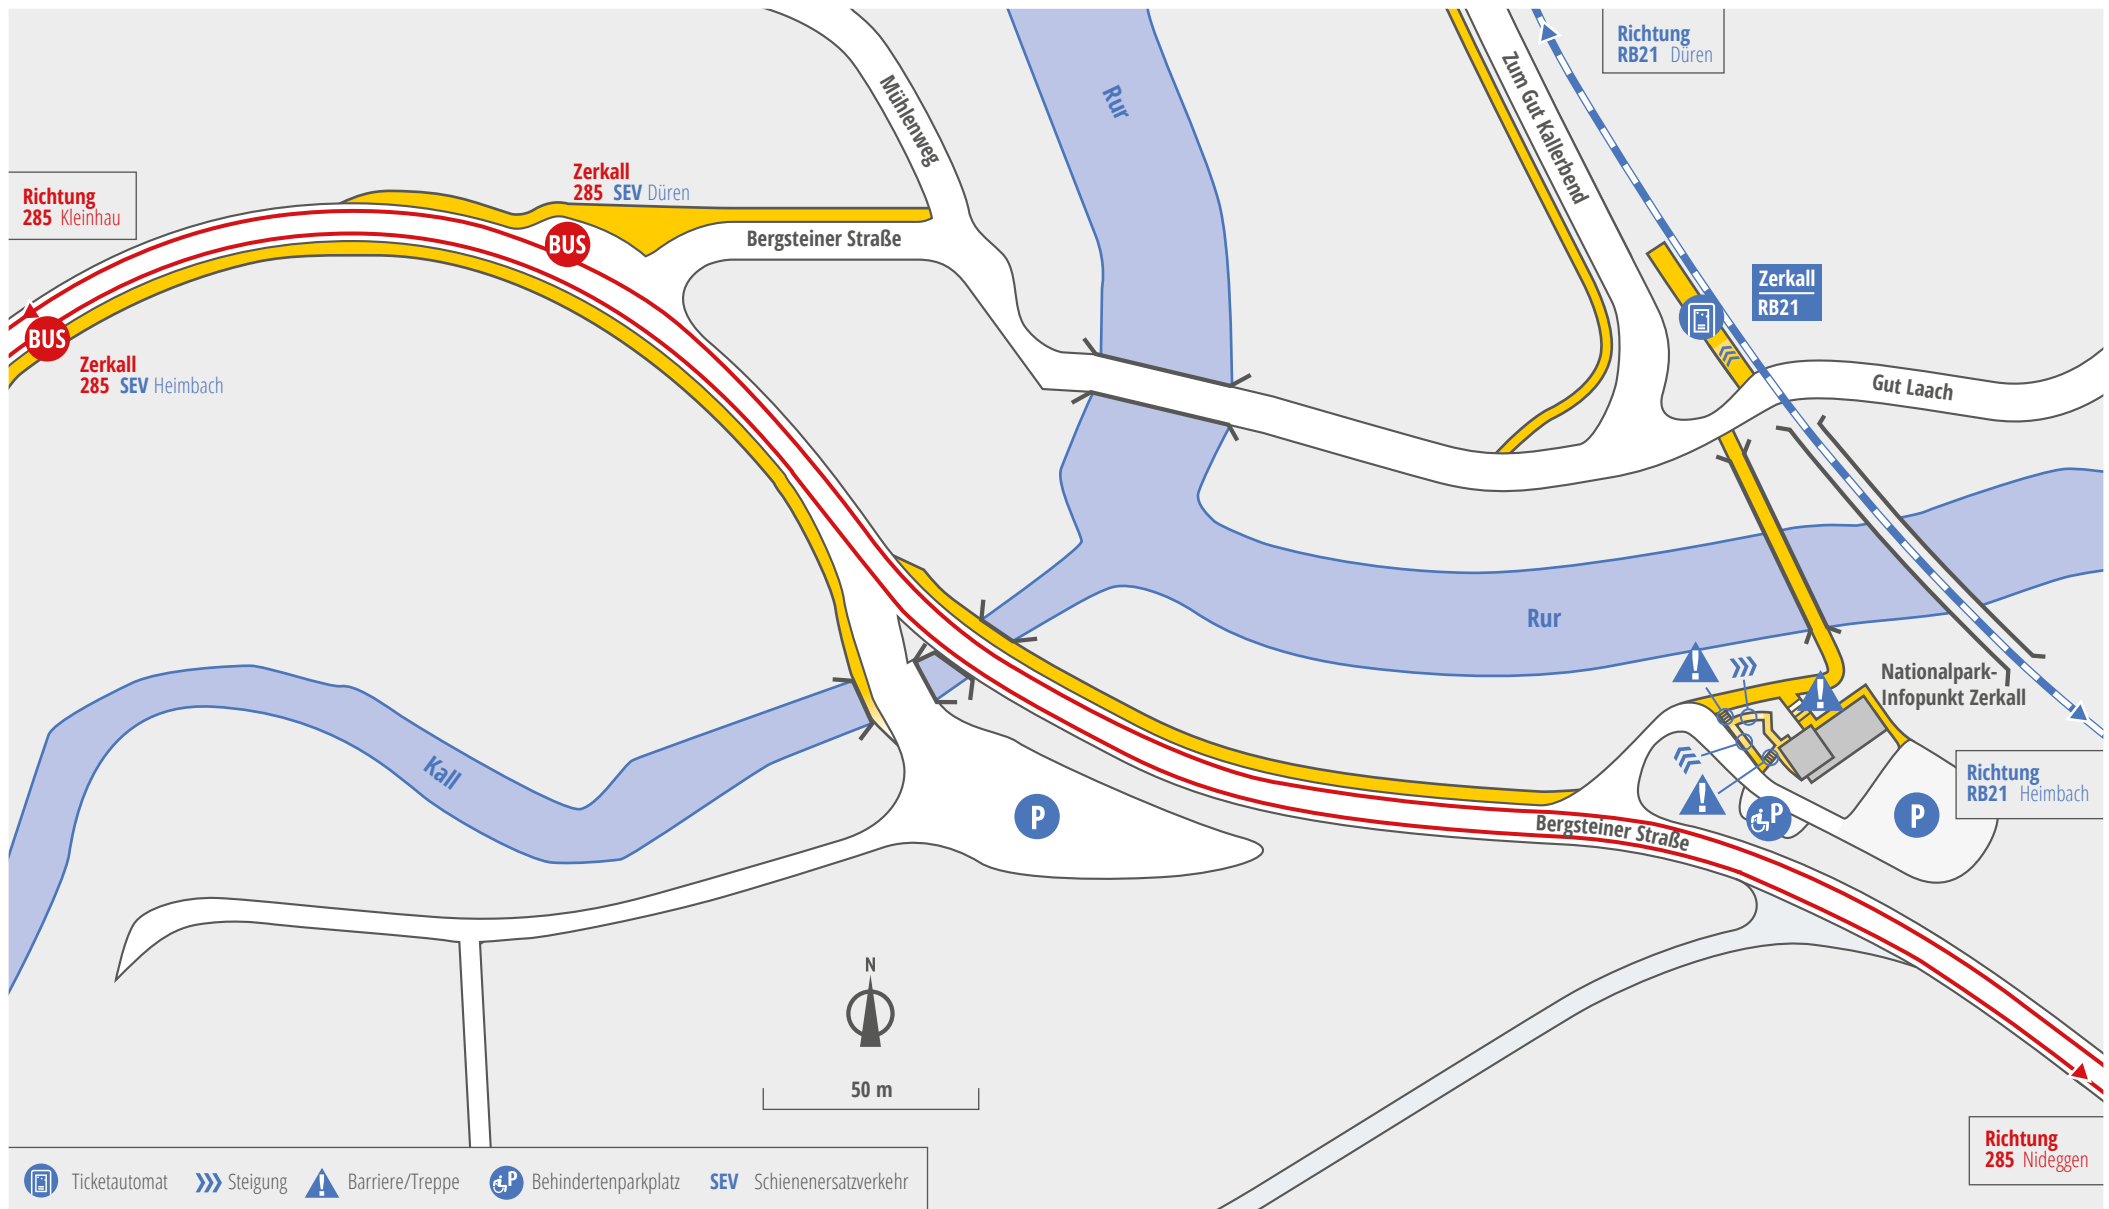 Richtung
RB21 Düren
Mühlenweg
Rur
Zum Gut Kallerbend
Zerkall
285 SEV Düren
Richtung
285 Kleinhau
BUS
Bergsteiner Straße
Zerkall
RB21
BUS
Zerkall
285 SEV Heimbach
Gut Laach
Rur
Nationalpark-
Infopunkt Zerkall
Kall
Richtung
RB21 Heimbach
P
P
P
Bergsteiner Straße
N
50 m
Richtung
285 Nideggen
Ticketautomat
Steigung
Barriere/Treppe
P
Behindertenparkplatz
SEV Schienenersatzverkehr